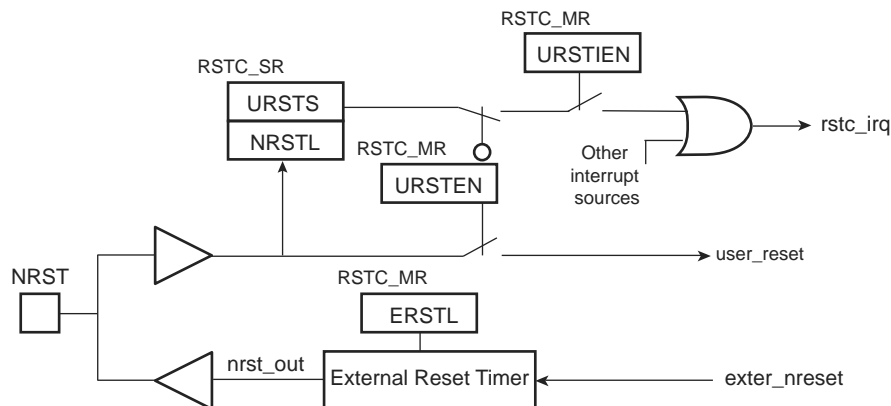 RSTC_MR
URSTIEN
RSTC_SR
URSTS
NRSTL
RSTC_MR
URSTEN
rstc_irq
Other
interrupt
sources
user_reset
NRST
RSTC_MR
ERSTL
nrst_out
External Reset Timer
exter_nreset